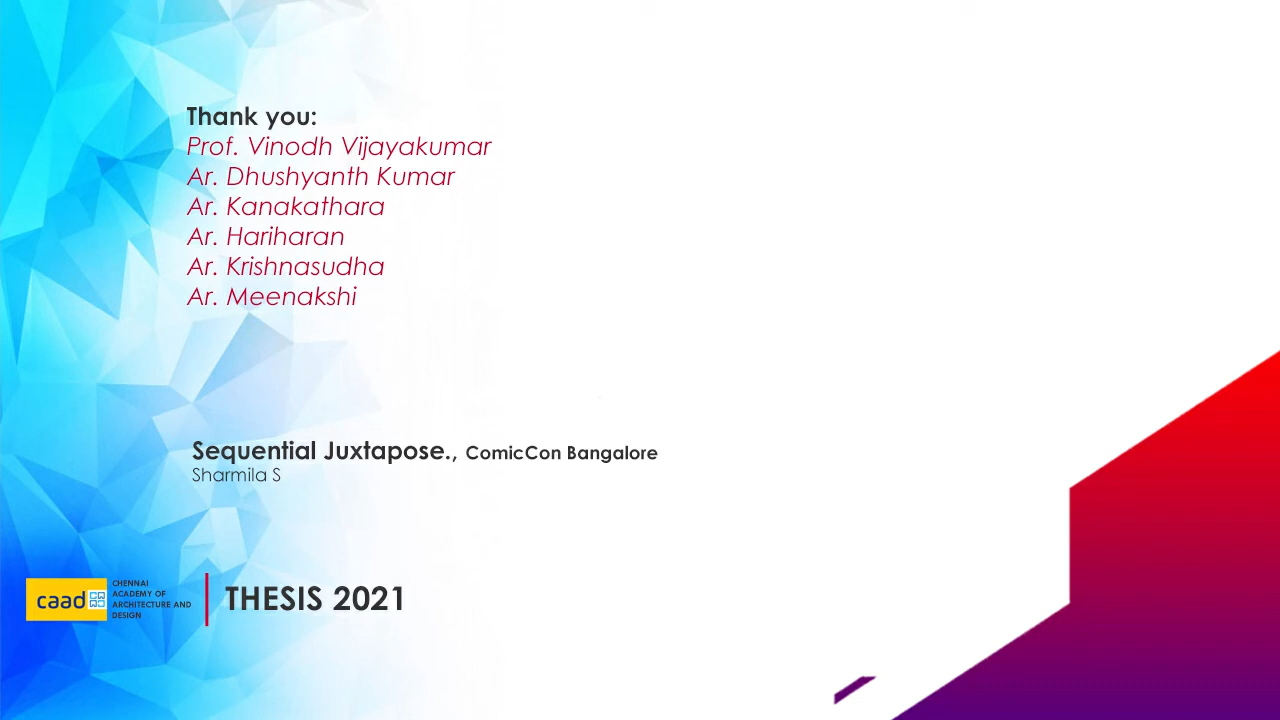 Thank you:
Prof. Vinodh Vijayakumar
Ar. Dhushyanth Kumar
Ar. Kanakathara
Ar. Hariharan
Ar. Krishnasudha
Ar. Meenakshi
Sequential Juxtapose., ComicCon Bangalore
Sharmila S
caad
CHENNAI
ACADEMY OF
ARCHITECTURE AND
DESIGN
THESIS 2021